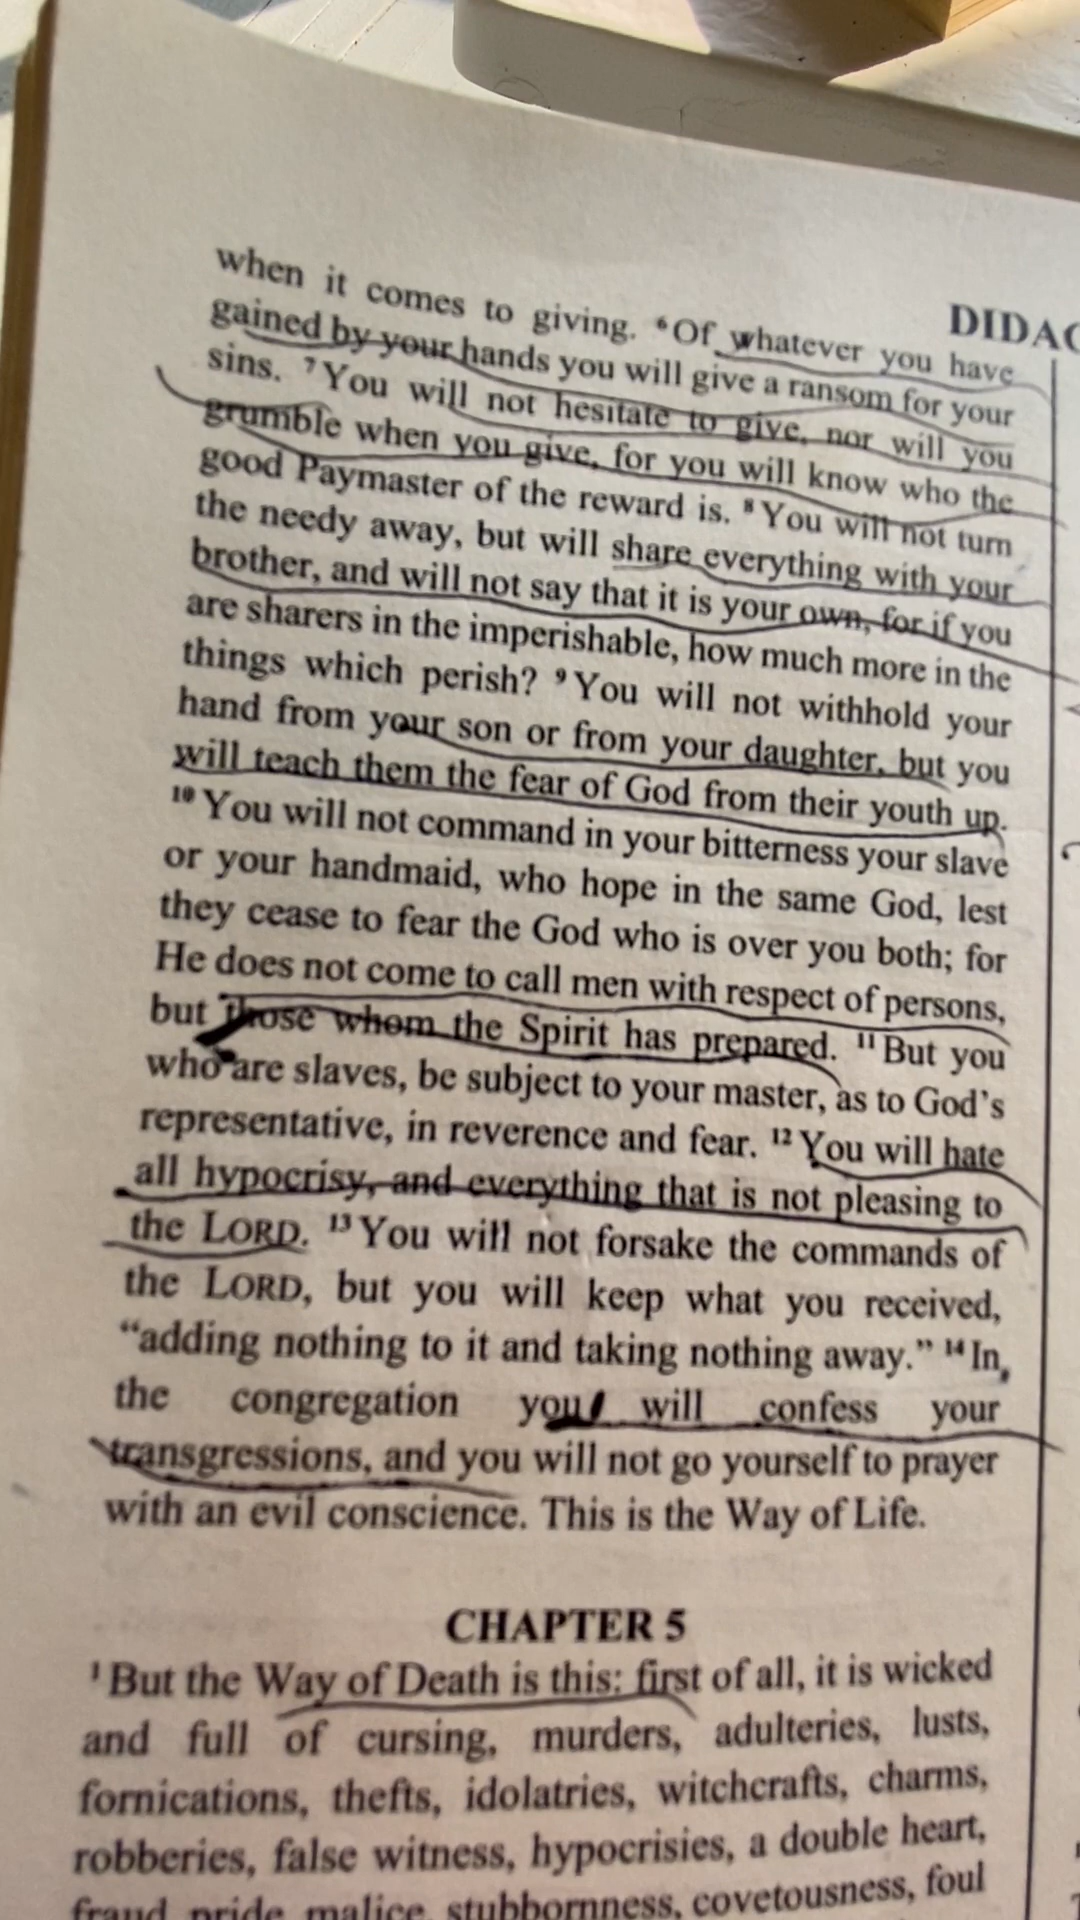 DIDAC
when it comes to giving. ⁶Of whatever you have
gained by your hands you will give a ransom for your
sins. ⁷You will not hesitate to give, nor will you
grumble when you give, for you will know who the
good Paymaster of the reward is. ⁸You will not turn
the needy away, but will share everything with your
brother, and will not say that it is your own, for if you
are sharers in the imperishable, how much more in the
things which perish? ⁹You will not withhold your
hand from your son or from your daughter, but you
will teach them the fear of God from their youth up.
¹⁰You will not command in your bitterness your slave
or your handmaid, who hope in the same God, lest
they cease to fear the God who is over you both; for
He does not come to call men with respect of persons,
but those whom the Spirit has prepared. ¹¹But you
who are slaves, be subject to your master, as to God's
representative, in reverence and fear. ¹²You will hate
all hypocrisy, and everything that is not pleasing to
the LORD. ¹³You will not forsake the commands of
the LORD, but you will keep what you received,
“adding nothing to it and taking nothing away.” ¹⁴In
the congregation you will confess your
transgressions, and you will not go yourself to prayer
with an evil conscience. This is the Way of Life.
CHAPTER 5
¹But the Way of Death is this: first of all, it is wicked
and full of cursing, murders, adulteries, lusts,
fornications, thefts, idolatries, witchcrafts, charms,
robberies, false witness, hypocrisies, a double heart,
fraud, pride, malice, stubbornness, covetousness, foul